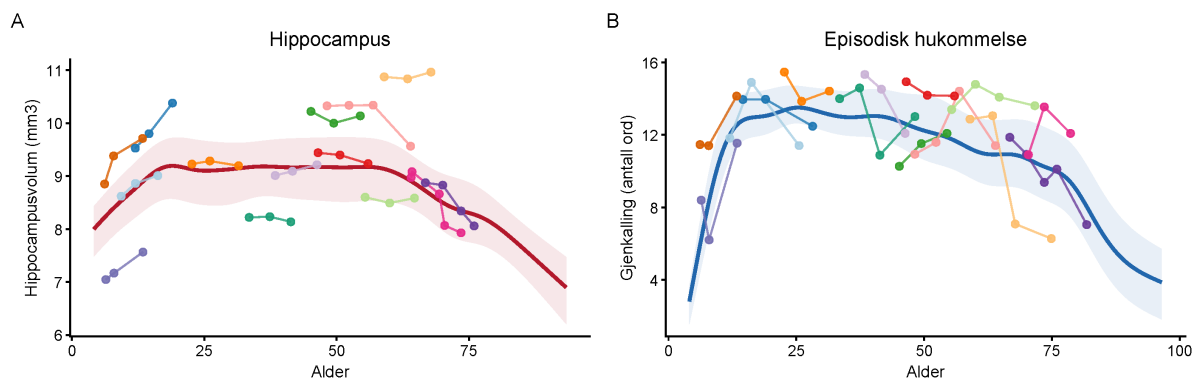 A
Hippocampus
Hippocampusvolum (mm3)
11
10
9
8
7
6
0
25
50
75
Alder
B
Episodisk hukommelse
Gjenkalling (antall ord)
16
12
8
4
0
25
50
75
100
Alder